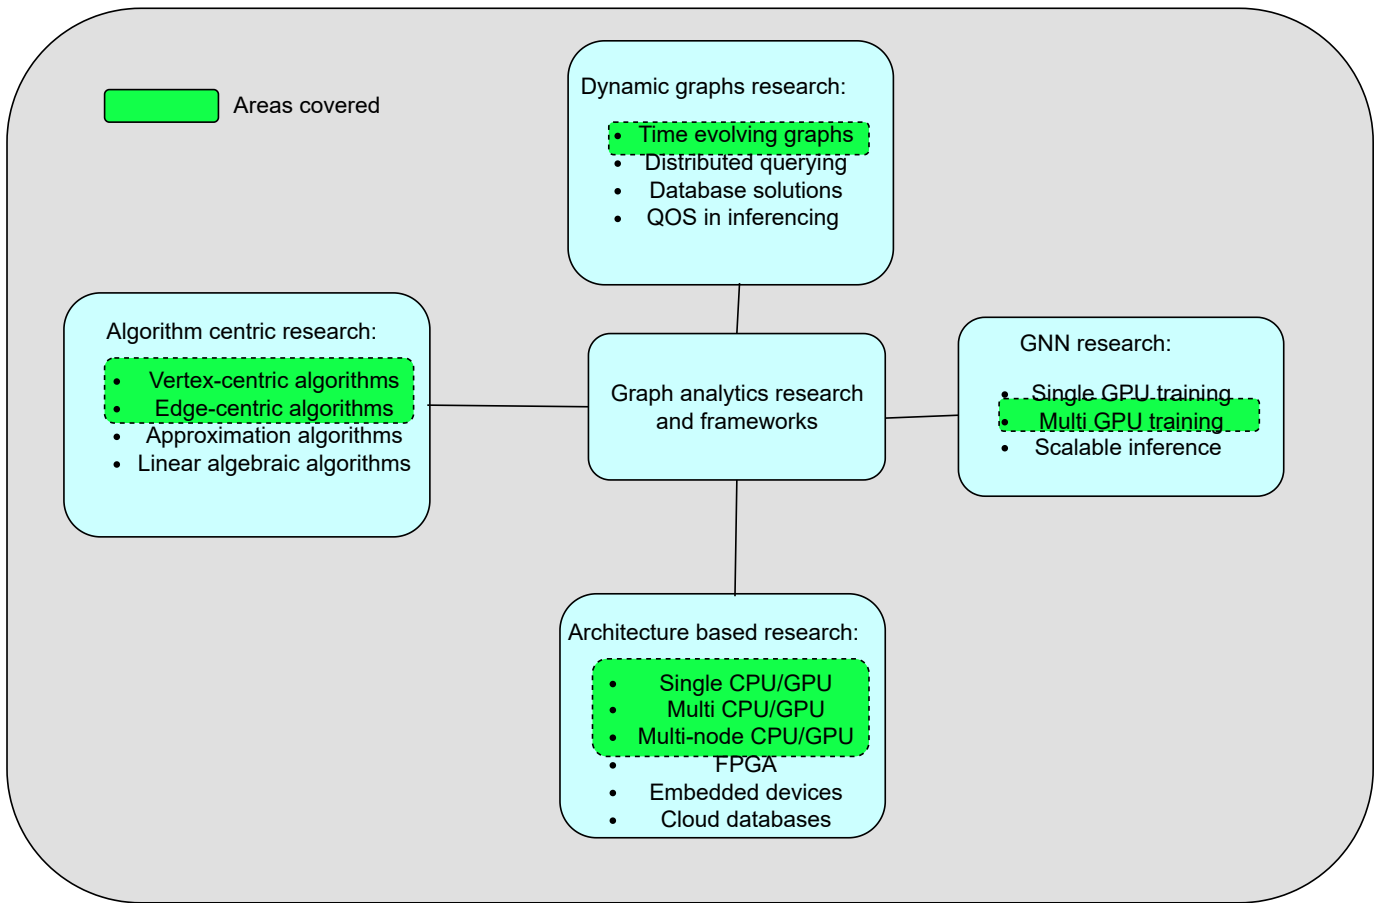 Areas covered
Dynamic graphs research:
• Time evolving graphs
• Distributed querying
• Database solutions
• QOS in inferencing
Algorithm centric research:
• Vertex-centric algorithms
• Edge-centric algorithms
• Approximation algorithms
• Linear algebraic algorithms
Graph analytics research
and frameworks
GNN research:
• Single GPU training
• Multi GPU training
• Scalable inference
Architecture based research:
• Single CPU/GPU
• Multi CPU/GPU
• Multi-node CPU/GPU
• FPGA
• Embedded devices
• Cloud databases